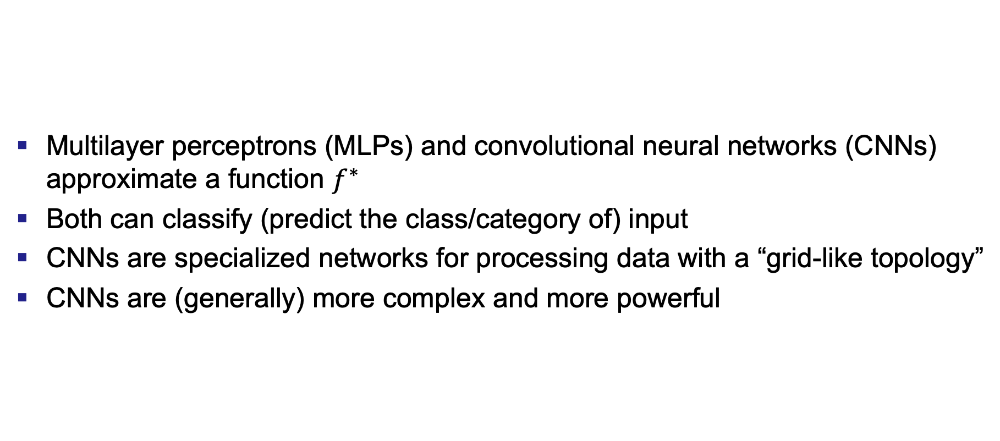 ▪ Multilayer perceptrons (MLPs) and convolutional neural networks (CNNs)
approximate a function f*
▪ Both can classify (predict the class/category of) input
▪ CNNs are specialized networks for processing data with a “grid-like topology”
▪ CNNs are (generally) more complex and more powerful